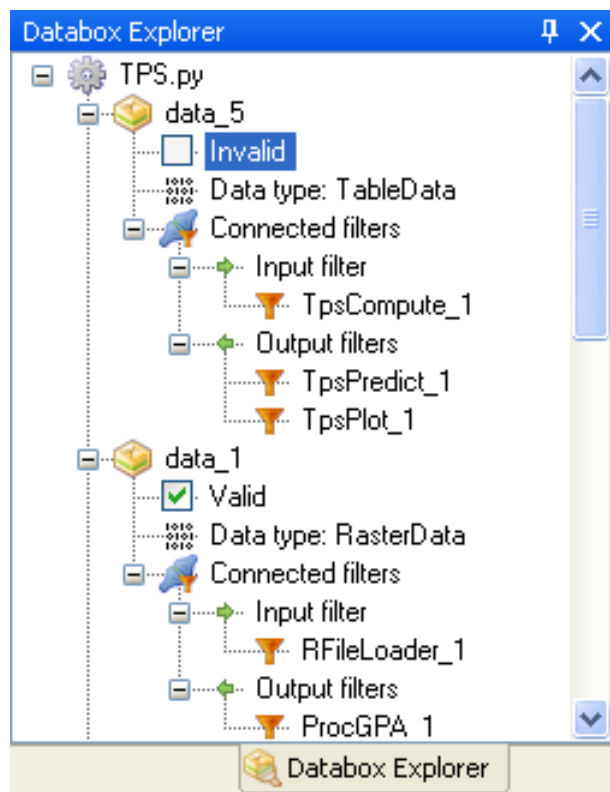 Databox Explorer
TPS.py
data_5
Invalid
Data type: TableData
Connected filters
Input filter
TpsCompute_1
Output filters
TpsPredict_1
TpsPlot_1
data_1
Valid
Data type: RasterData
Connected filters
Input filter
RFileLoader_1
Output filters
ProcGPA_1
Databox Explorer